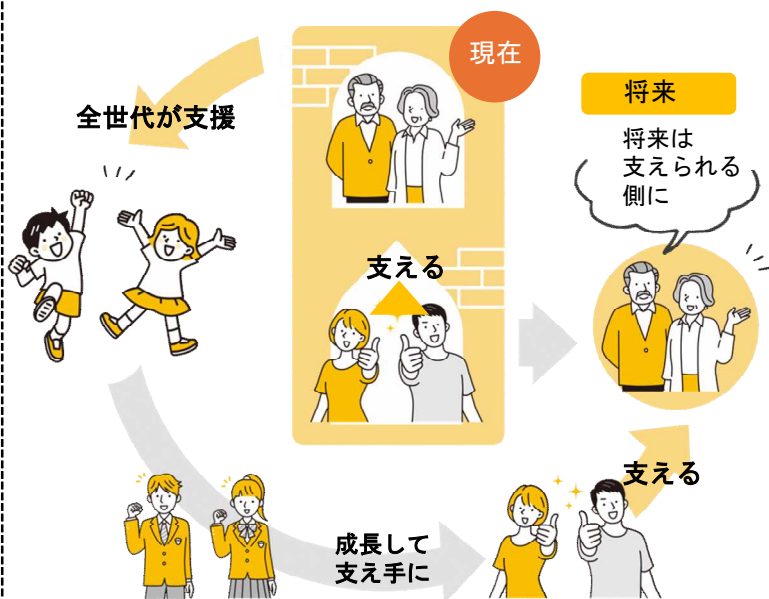 現在
全世代が支援
支える
将来
将来は
支えられる
側に
支える
成長して
支え手に